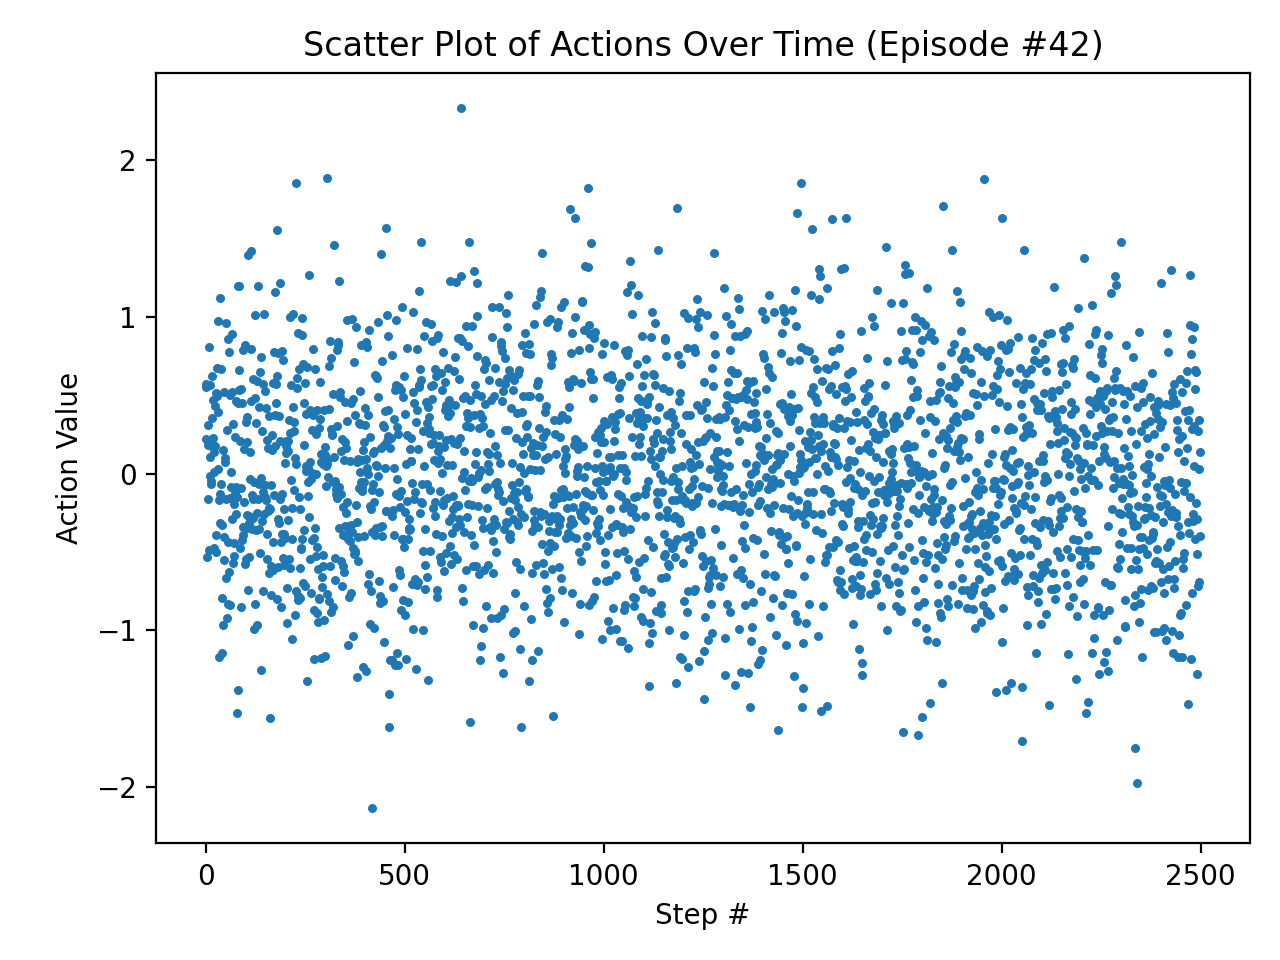 Scatter Plot of Actions Over Time (Episode #42)
2
1
0
−1
−2
Action Value
0 500 1000 1500 2000 2500
Step #